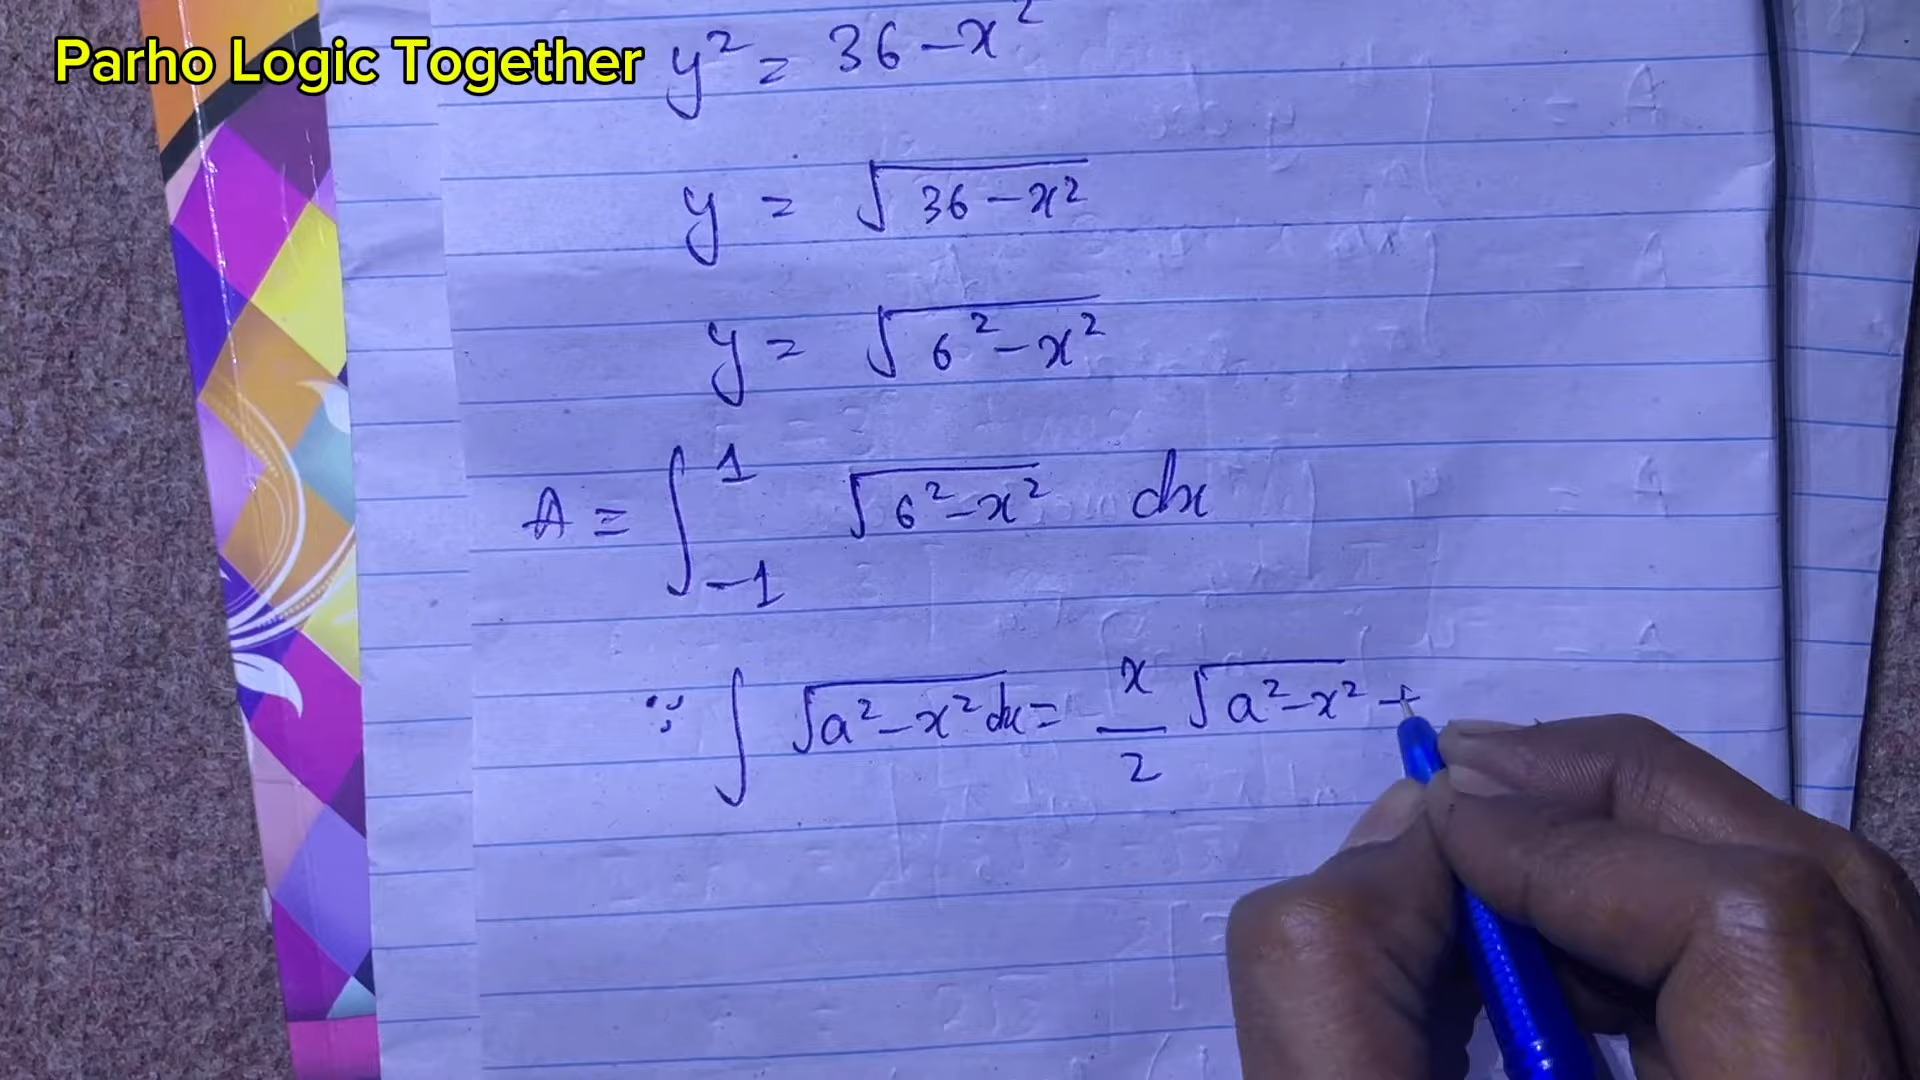 Parho Logic Together
y² = 36 - x²
y = √36 - x²
y = √6² - x²
A = ∫₋₁¹ √6² - x² dx
∵ ∫ √a² - x² dx = x/2 √a² - x² +